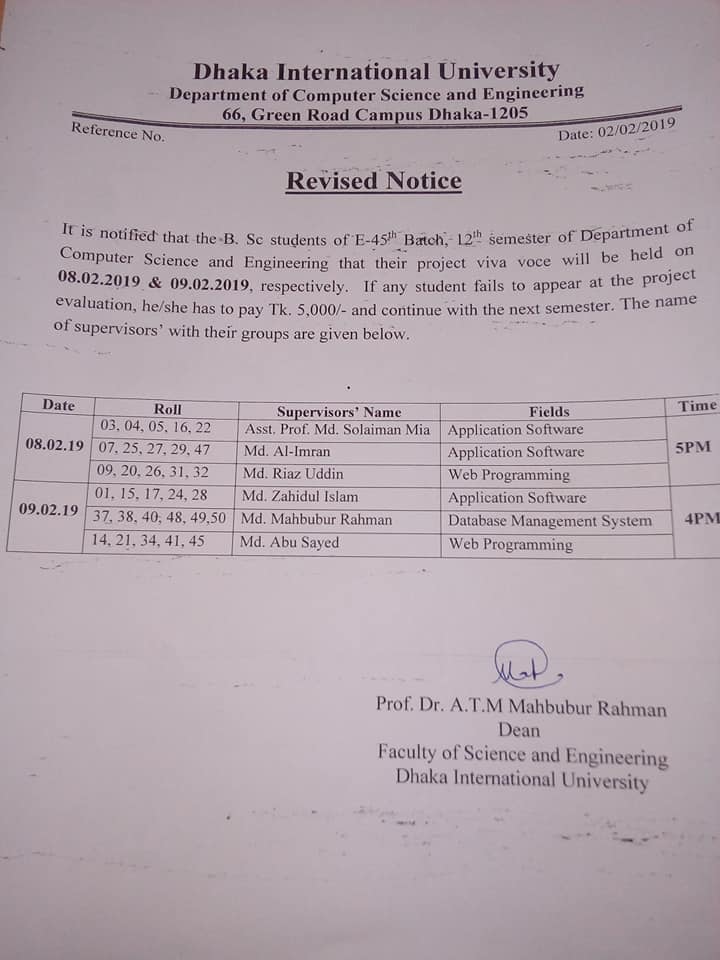 Dhaka International University
Department of Computer Science and Engineering
66, Green Road Campus Dhaka-1205
Reference No.
Date: 02/02/2019
Revised Notice
It is notified that the B. Sc students of E-45th Batch, 12th semester of Department of
Computer Science and Engineering that their project viva voce will be held on
08.02.2019 & 09.02.2019, respectively. If any student fails to appear at the project
evaluation, he/she has to pay Tk. 5,000/- and continue with the next semester. The name
of supervisors' with their groups are given below.
Date Roll Supervisors' Name Fields Time
08.02.19 03, 04, 05, 16, 22 Asst. Prof. Md. Solaiman Mia Application Software 5PM
07, 25, 27, 29, 47 Md. Al-Imran Application Software
09, 20, 26, 31, 32 Md. Riaz Uddin Web Programming
09.02.19 01, 15, 17, 24, 28 Md. Zahidul Islam Application Software 4PM
37, 38, 40, 48, 49,50 Md. Mahbubur Rahman Database Management System
14, 21, 34, 41, 45 Md. Abu Sayed Web Programming
Prof. Dr. A.T.M Mahbubur Rahman
Dean
Faculty of Science and Engineering
Dhaka International University